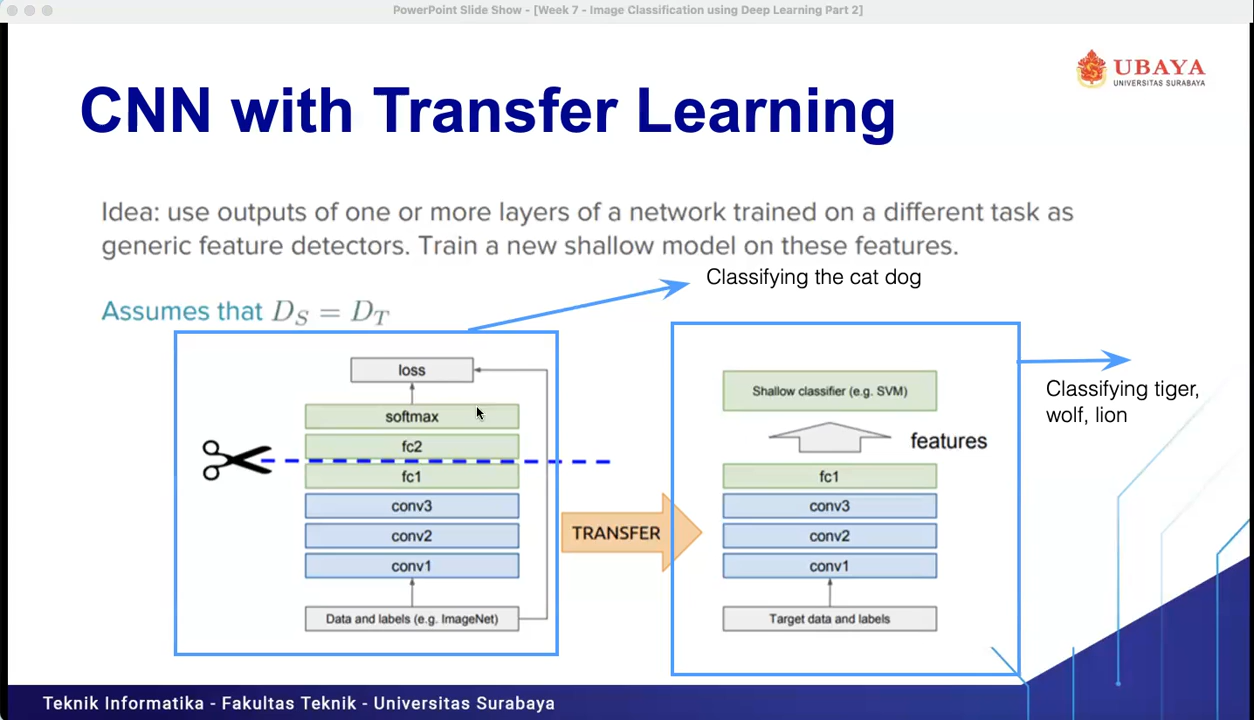 PowerPoint Slide Show - [Week 7 - Image Classification using Deep Learning Part 2]
UBAYA
UNIVERSITAS SURABAYA
CNN with Transfer Learning
Idea: use outputs of one or more layers of a network trained on a different task as
generic feature detectors. Train a new shallow model on these features.
Classifying the cat dog
Assumes that D_S = D_T
loss
softmax
fc2
fc1
conv3
conv2
conv1
Data and labels (e.g. ImageNet)
TRANSFER
Shallow classifier (e.g. SVM)
features
fc1
conv3
conv2
conv1
Target data and labels
Classifying tiger,
wolf, lion
Teknik Informatika - Fakultas Teknik - Universitas Surabaya